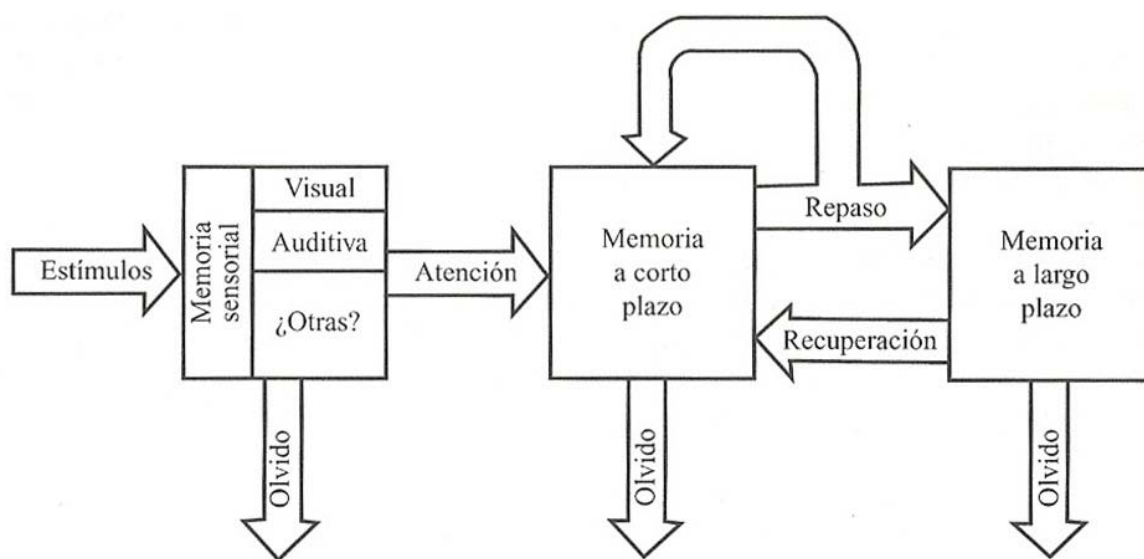 Visual
Memoria
sensorial
Auditiva
¿Otras?
Estímulos
Atención
Memoria
a corto
plazo
Repaso
Recuperación
Memoria
a largo
plazo
Olvido
Olvido
Olvido